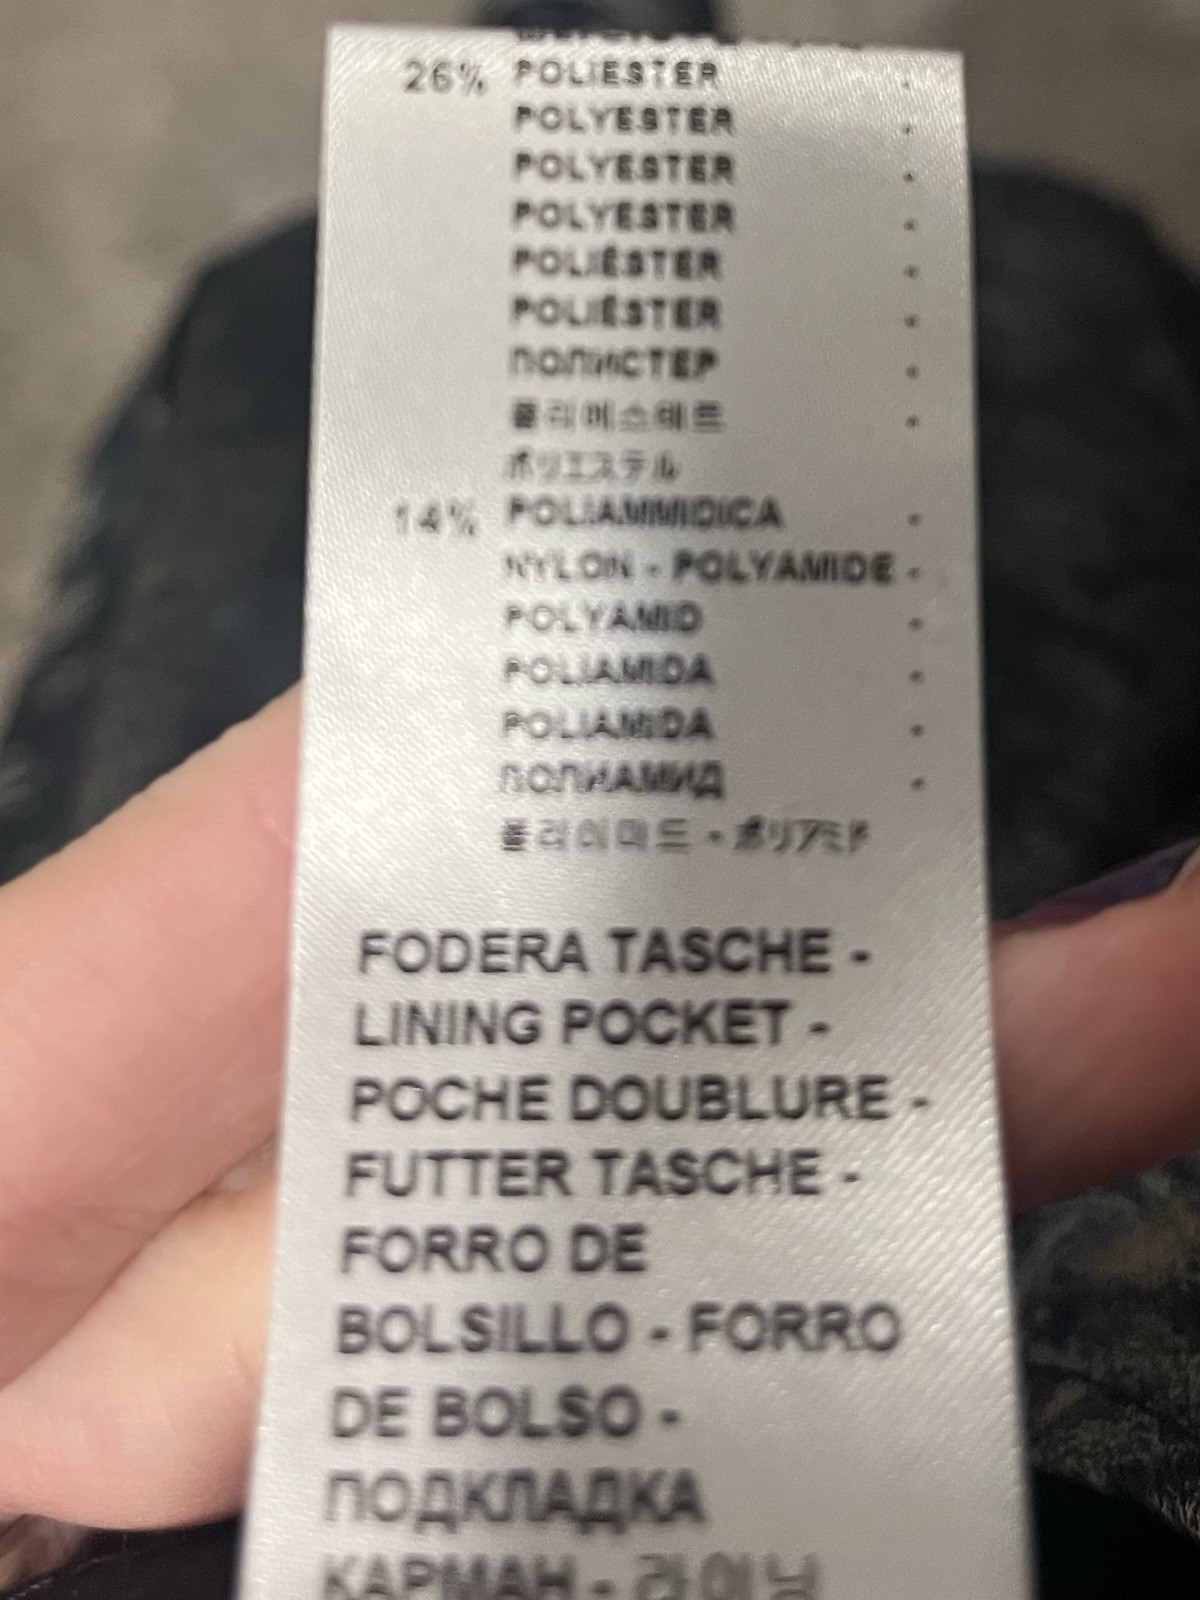 26% POLIESTER -
POLYESTER -
POLYESTER -
POLYESTER -
POLIÉSTER -
POLIÉSTER -
ПОЛИСТЕР -
폴리에스테르 -
ポリエステル
14% POLIAMMIDICA -
NYLON - POLYAMIDE -
POLYAMID -
POLIAMIDA -
POLIAMIDA -
ПОЛИАМИД -
폴리아미드 - ポリアミド
FODERA TASCHE -
LINING POCKET -
POCHE DOUBLURE -
FUTTER TASCHE -
FORRO DE
BOLSILLO - FORRO
DE BOLSO -
ПОДКЛАДКА
КАРМАН - 라이닝